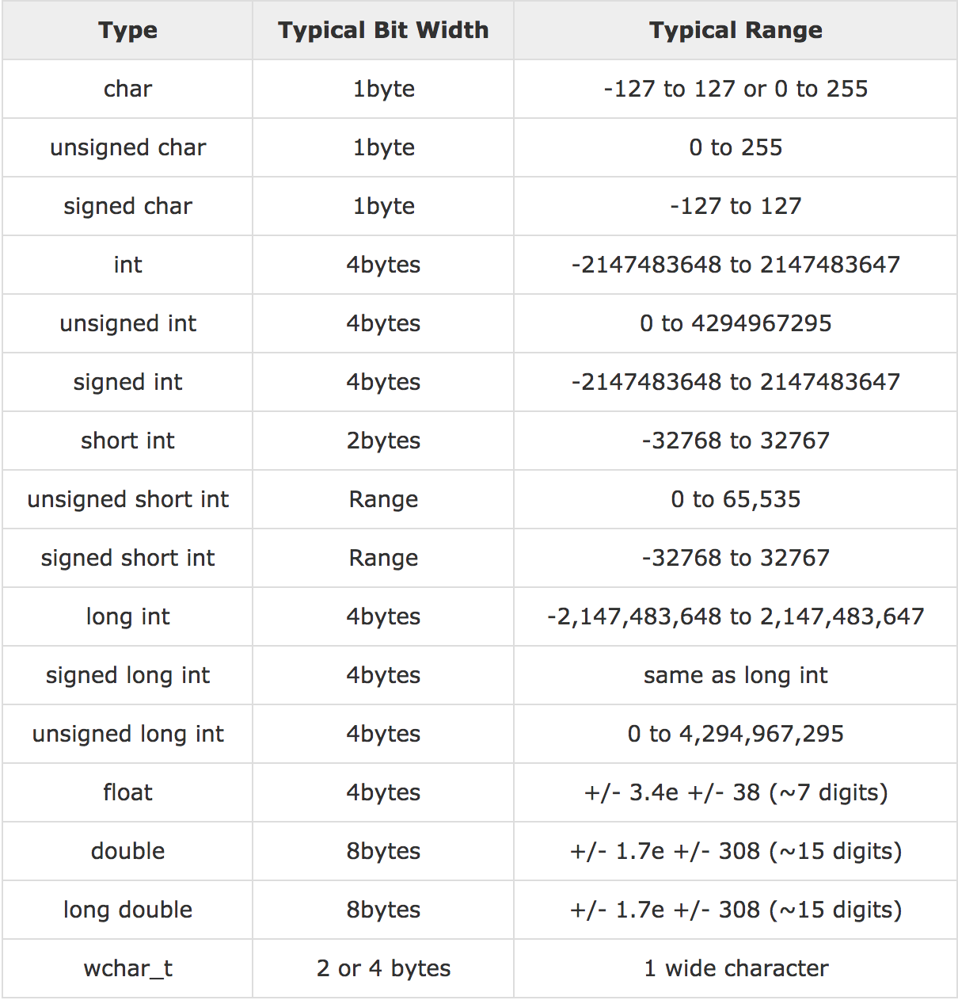 Type Typical Bit Width Typical Range
char 1byte -127 to 127 or 0 to 255
unsigned char 1byte 0 to 255
signed char 1byte -127 to 127
int 4bytes -2147483648 to 2147483647
unsigned int 4bytes 0 to 4294967295
signed int 4bytes -2147483648 to 2147483647
short int 2bytes -32768 to 32767
unsigned short int Range 0 to 65,535
signed short int Range -32768 to 32767
long int 4bytes -2,147,483,648 to 2,147,483,647
signed long int 4bytes same as long int
unsigned long int 4bytes 0 to 4,294,967,295
float 4bytes +/- 3.4e +/- 38 (~7 digits)
double 8bytes +/- 1.7e +/- 308 (~15 digits)
long double 8bytes +/- 1.7e +/- 308 (~15 digits)
wchar_t 2 or 4 bytes 1 wide character